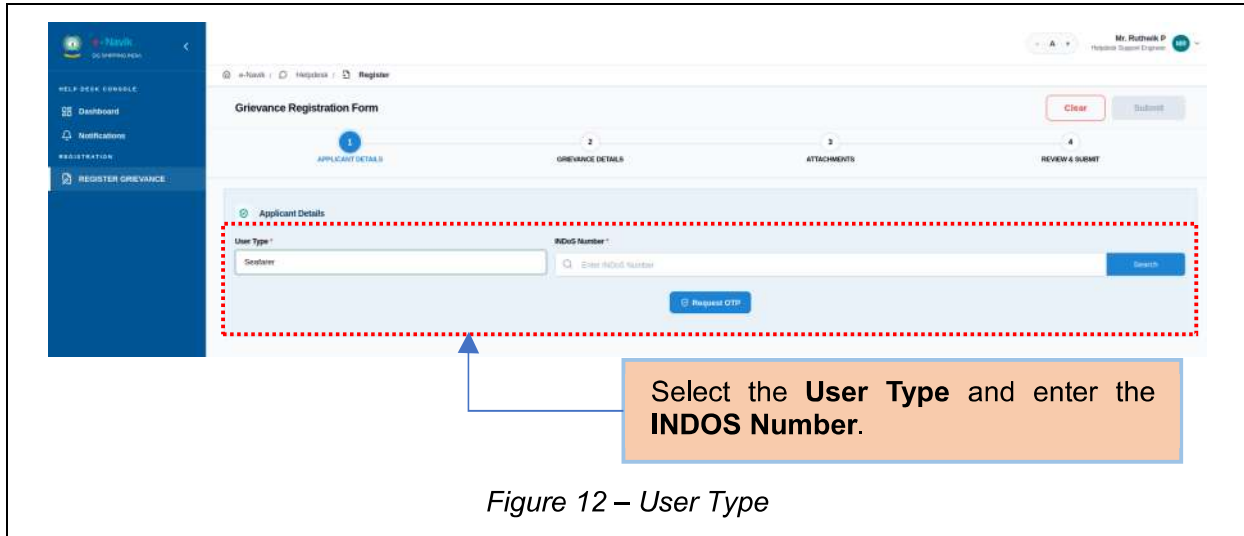 e-Navik
DG SHIPPING INDIA
- A +
Mr. Ruthwik P
Helpdesk Support Engineer
e-Navik / Helpdesk / Register
HELP DESK CONSOLE
Dashboard
Notifications
REGISTRATION
REGISTER GRIEVANCE
Grievance Registration Form
Clear
Submit
1
2
3
4
APPLICANT DETAILS
GRIEVANCE DETAILS
ATTACHMENTS
REVIEW & SUBMIT
Applicant Details
User Type *
INDoS Number *
Seafarer
Enter INDoS Number
Search
Request OTP
Select the User Type and enter the
INDOS Number.
Figure 12 – User Type